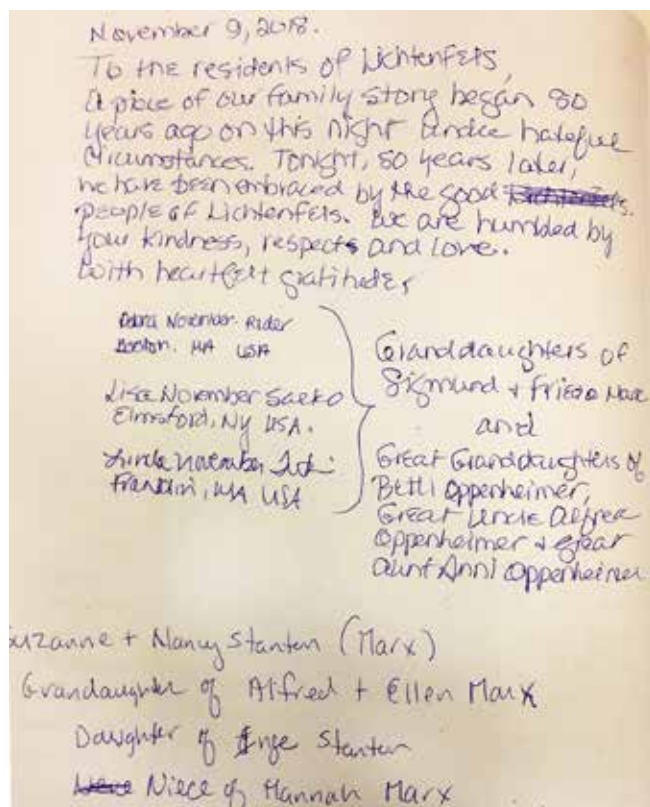 November 9, 2018.
To the residents of Lichtenfels,
A piece of our family story began 80
years ago on this night under hateful
circumstances. Tonight, 80 years later,
we have been embraced by the good
people of Lichtenfels. We are humbled by
your kindness, respect and love.
With heartfelt gratitude,
Debra November Rider
Boston, MA USA
Lisa November
Elmsford, NY USA.
Linda November
Franklin, MA USA
Granddaughters of
Sigmund + Marx
and
Great Granddaughters of
Betti Oppenheimer,
Great Uncle Alfred
Oppenheimer + great
Aunt Anni Oppenheimer
Suzanne + Nancy Stanton (Marx)
Grandaughter of Alfred + Ellen Marx
Daughter of Inge Stanton
Niece of Hannah Marx